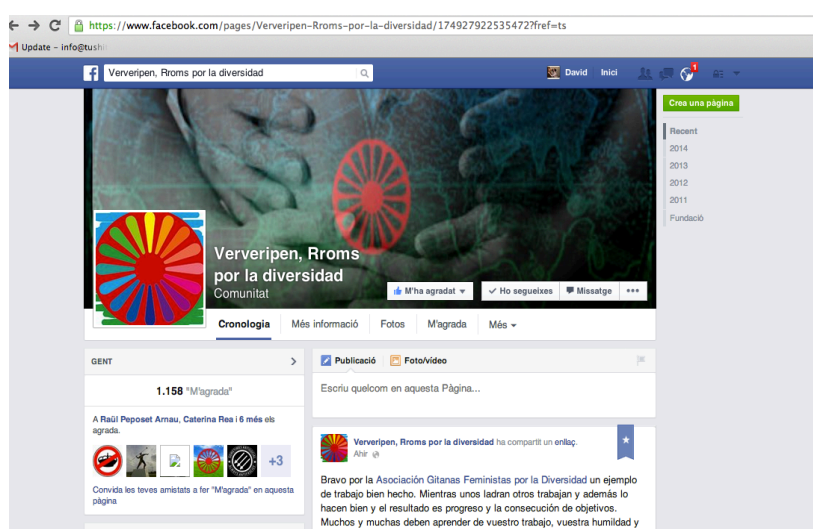 https://www.facebook.com/pages/Ververipen-Rroms-por-la-diversidad/174927922535472?fref=ts
Update – info@tushi
Ververipen, Rroms por la diversidad
David Inici
1
Crea una pàgina
Recent
2014
2013
2012
2011
Fundació
Ververipen, Rroms
por la diversidad
Comunitat
M'ha agradat
Ho segueixes
Missatge
Cronologia Més informació Fotos M'agrada Més
GENT
1.158 "M'agrada"
A Raül Peposet Arnau, Caterina Rea i 6 més els
agrada.
+3
Convida les teves amistats a fer "M'agrada" en aquesta
pàgina
Publicació Foto/vídeo
Escriu quelcom en aquesta Pàgina...
Ververipen, Rroms por la diversidad ha compartit un enllaç.
Ahir
Bravo por la Asociación Gitanas Feministas por la Diversidad un ejemplo
de trabajo bien hecho. Mientras unos ladran otros trabajan y además lo
hacen bien y el resultado es progreso y la consecución de objetivos.
Muchos y muchas deben aprender de vuestro trabajo, vuestra humildad y